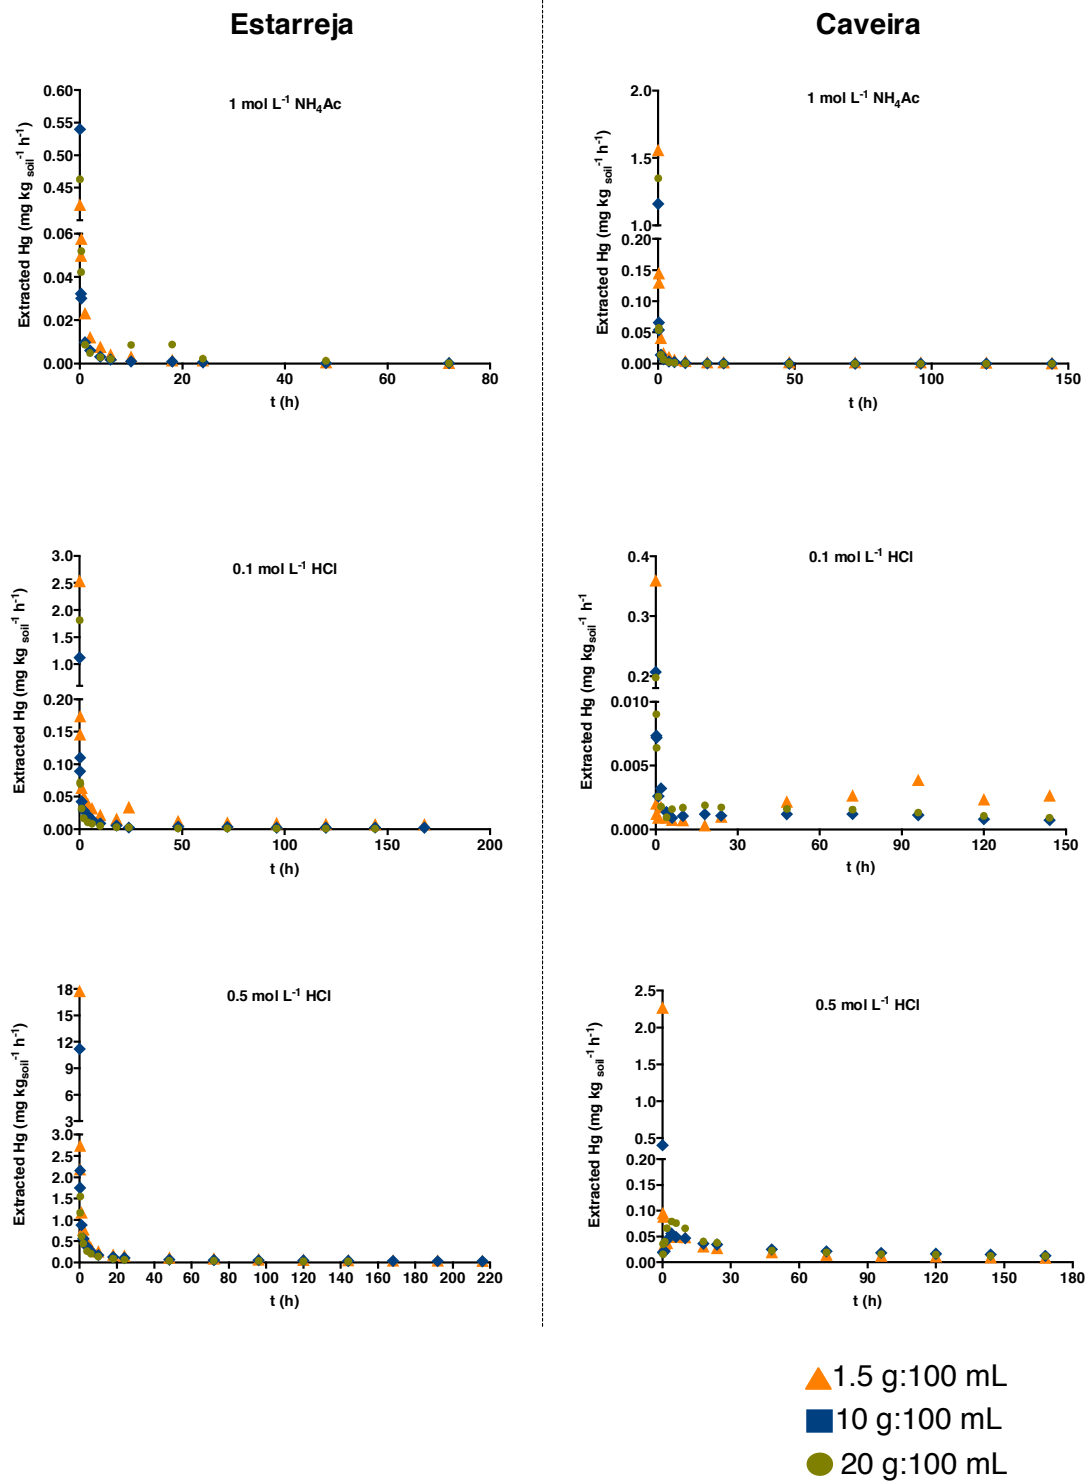 Estarreja
Caveira
1 mol L-1 NH4Ac
Extracted Hg (mg kg soil-1 h-1)
0.60
0.55
0.50
0.45
0.06
0.04
0.02
0.00
0 20 40 60 80
t (h)
1 mol L-1 NH4Ac
Extracted Hg (mg kg soil-1 h-1)
2.0
1.5
1.0
0.20
0.15
0.10
0.05
0.00
0 50 100 150
t (h)
0.1 mol L-1 HCl
Extracted Hg (mg kg soil-1 h-1)
3.0
2.5
2.0
1.5
1.0
0.20
0.15
0.10
0.05
0.00
0 50 100 150 200
t (h)
0.1 mol L-1 HCl
Extracted Hg (mg kgsoil-1 h-1
0.4
0.3
0.2
0.010
0.005
0.000
0 30 60 90 120 150
t (h)
0.5 mol L-1 HCl
Extracted Hg (mg kgsoil-1 h-1)
18
15
12
9
6
3
3.0
2.5
2.0
1.5
1.0
0.5
0.0
0 20 40 60 80 100 120 140 160 180 200 216
t (h)
0.5 mol L-1 HCl
Extracted Hg (mg kg soil-1 h-1)
2.5
2.0
1.5
1.0
0.5
0.20
0.15
0.10
0.05
0.00
0 30 60 90 120 150 180
t (h)
1.5 g:100 mL
10 g:100 mL
20 g:100 mL